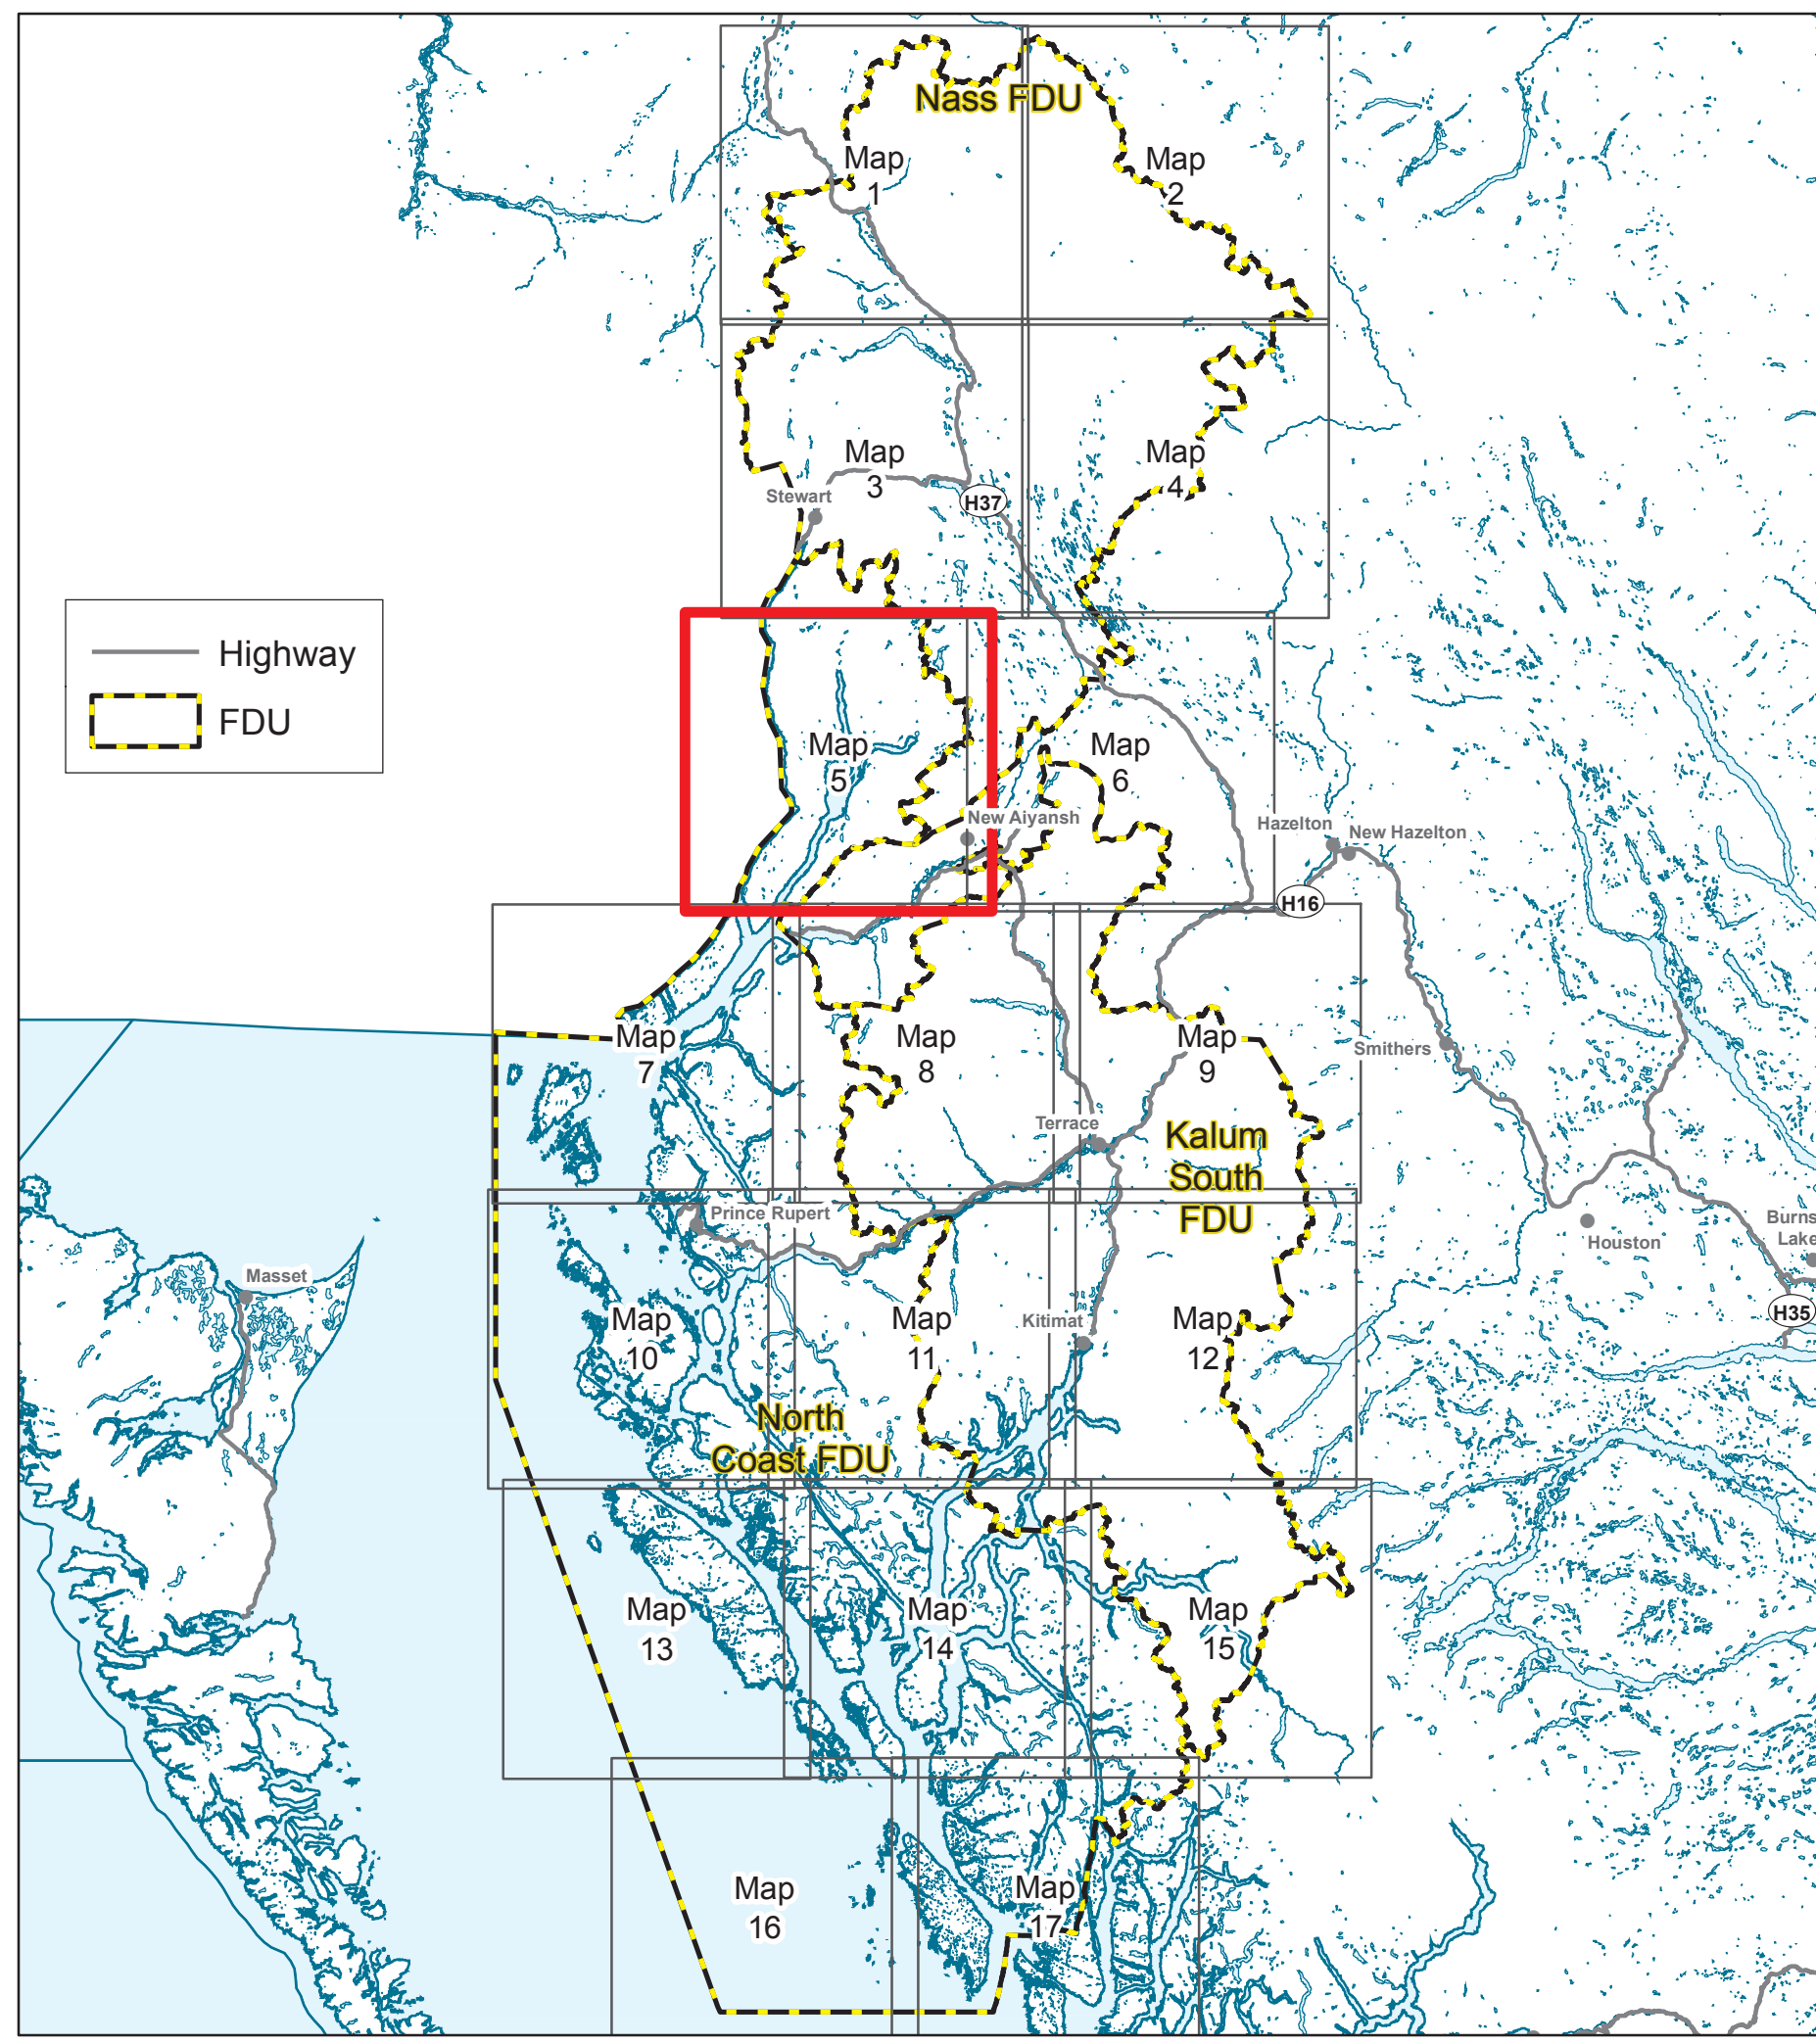 Nass FDU
Map
1
Map
2
Map
3
Map
4
Stewart
H37
Highway
FDU
Map
5
Map
6
New Aiyansh
Hazelton
New Hazelton
H16
Map
7
Map
8
Map
9
Smithers
Terrace
Kalum
South
FDU
Prince Rupert
Houston
Burns
Lake
Masset
H35
Map
10
Map
11
Kitimat
Map
12
North
Coast FDU
Map
13
Map
14
Map
15
Map
16
Map
17